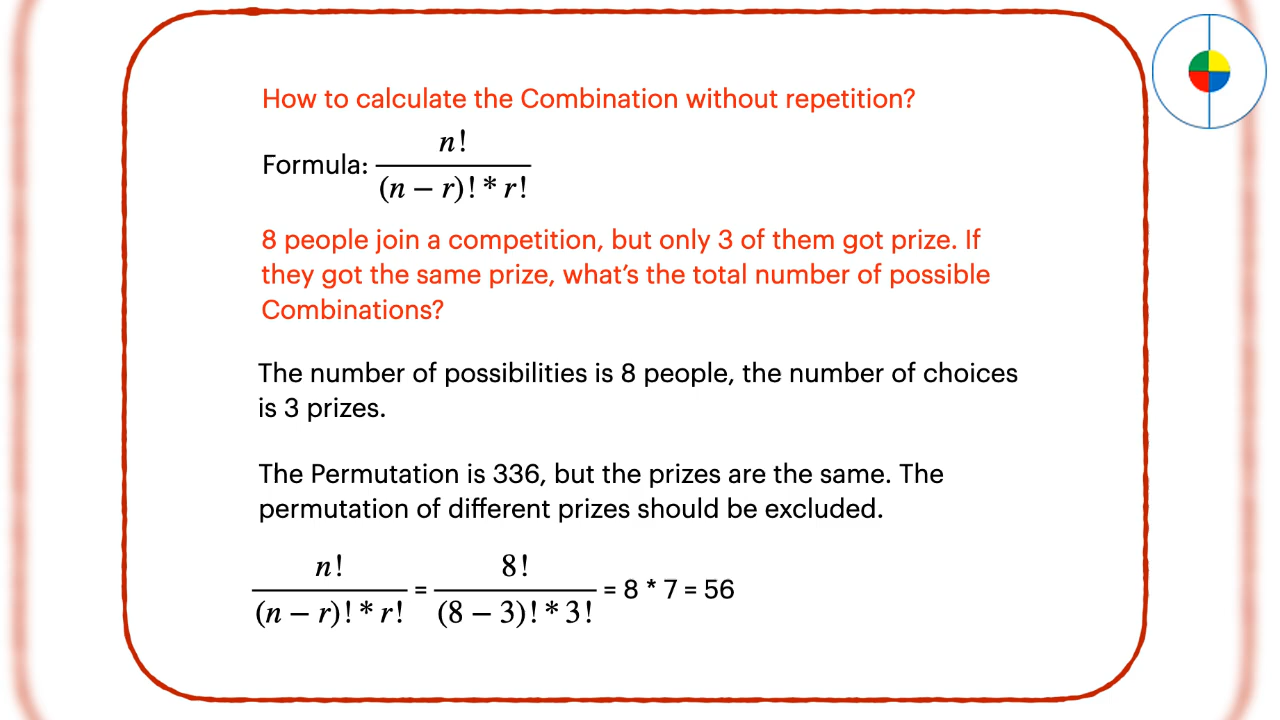 How to calculate the Combination without repetition?
Formula: n! / (n − r)! * r!
8 people join a competition, but only 3 of them got prize. If
they got the same prize, what’s the total number of possible
Combinations?
The number of possibilities is 8 people, the number of choices
is 3 prizes.
The Permutation is 336, but the prizes are the same. The
permutation of different prizes should be excluded.
n! / (n − r)! * r! = 8! / (8 − 3)! * 3! = 8 * 7 = 56